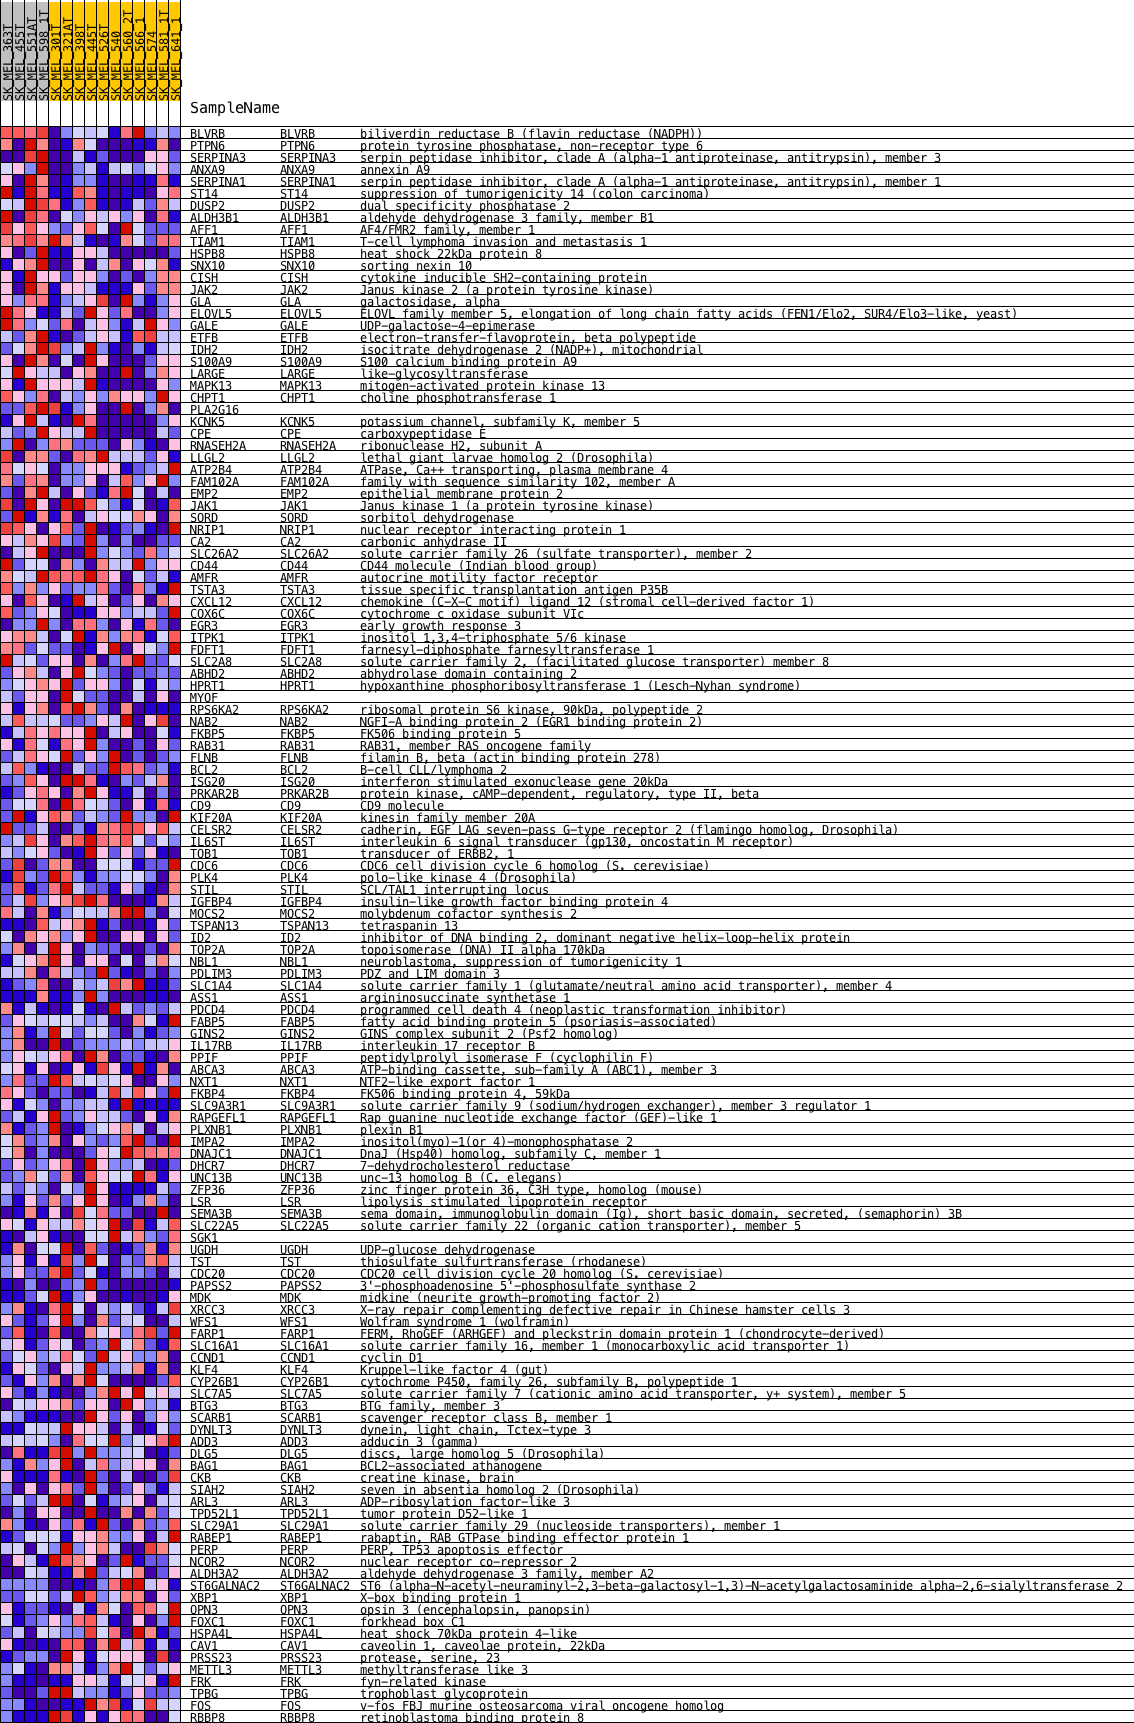 SK_MEL_363T
SK_MEL_455T
SK_MEL_551AT
SK_MEL_598_1T
SK_MEL_301T
SK_MEL_321AT
SK_MEL_398T
SK_MEL_445T
SK_MEL_526T
SK_MEL_540
SK_MEL_560_2T
SK_MEL_566_1
SK_MEL_574
SK_MEL_581_1T
SK_MEL_641_1
SampleName
BLVRB BLVRB biliverdin reductase B (flavin reductase (NADPH))
PTPN6 PTPN6 protein tyrosine phosphatase, non-receptor type 6
SERPINA3 SERPINA3 serpin peptidase inhibitor, clade A (alpha-1 antiproteinase, antitrypsin), member 3
ANXA9 ANXA9 annexin A9
SERPINA1 SERPINA1 serpin peptidase inhibitor, clade A (alpha-1 antiproteinase, antitrypsin), member 1
ST14 ST14 suppression of tumorigenicity 14 (colon carcinoma)
DUSP2 DUSP2 dual specificity phosphatase 2
ALDH3B1 ALDH3B1 aldehyde dehydrogenase 3 family, member B1
AFF1 AFF1 AF4/FMR2 family, member 1
TIAM1 TIAM1 T-cell lymphoma invasion and metastasis 1
HSPB8 HSPB8 heat shock 22kDa protein 8
SNX10 SNX10 sorting nexin 10
CISH CISH cytokine inducible SH2-containing protein
JAK2 JAK2 Janus kinase 2 (a protein tyrosine kinase)
GLA GLA galactosidase, alpha
ELOVL5 ELOVL5 ELOVL family member 5, elongation of long chain fatty acids (FEN1/Elo2, SUR4/Elo3-like, yeast)
GALE GALE UDP-galactose-4-epimerase
ETFB ETFB electron-transfer-flavoprotein, beta polypeptide
IDH2 IDH2 isocitrate dehydrogenase 2 (NADP+), mitochondrial
S100A9 S100A9 S100 calcium binding protein A9
LARGE LARGE like-glycosyltransferase
MAPK13 MAPK13 mitogen-activated protein kinase 13
CHPT1 CHPT1 choline phosphotransferase 1
PLA2G16
KCNK5 KCNK5 potassium channel, subfamily K, member 5
CPE CPE carboxypeptidase E
RNASEH2A RNASEH2A ribonuclease H2, subunit A
LLGL2 LLGL2 lethal giant larvae homolog 2 (Drosophila)
ATP2B4 ATP2B4 ATPase, Ca++ transporting, plasma membrane 4
FAM102A FAM102A family with sequence similarity 102, member A
EMP2 EMP2 epithelial membrane protein 2
JAK1 JAK1 Janus kinase 1 (a protein tyrosine kinase)
SORD SORD sorbitol dehydrogenase
NRIP1 NRIP1 nuclear receptor interacting protein 1
CA2 CA2 carbonic anhydrase II
SLC26A2 SLC26A2 solute carrier family 26 (sulfate transporter), member 2
CD44 CD44 CD44 molecule (Indian blood group)
AMFR AMFR autocrine motility factor receptor
TSTA3 TSTA3 tissue specific transplantation antigen P35B
CXCL12 CXCL12 chemokine (C-X-C motif) ligand 12 (stromal cell-derived factor 1)
COX6C COX6C cytochrome c oxidase subunit VIc
EGR3 EGR3 early growth response 3
ITPK1 ITPK1 inositol 1,3,4-triphosphate 5/6 kinase
FDFT1 FDFT1 farnesyl-diphosphate farnesyltransferase 1
SLC2A8 SLC2A8 solute carrier family 2, (facilitated glucose transporter) member 8
ABHD2 ABHD2 abhydrolase domain containing 2
HPRT1 HPRT1 hypoxanthine phosphoribosyltransferase 1 (Lesch-Nyhan syndrome)
MYOF
RPS6KA2 RPS6KA2 ribosomal protein S6 kinase, 90kDa, polypeptide 2
NAB2 NAB2 NGFI-A binding protein 2 (EGR1 binding protein 2)
FKBP5 FKBP5 FK506 binding protein 5
RAB31 RAB31 RAB31, member RAS oncogene family
FLNB FLNB filamin B, beta (actin binding protein 278)
BCL2 BCL2 B-cell CLL/lymphoma 2
ISG20 ISG20 interferon stimulated exonuclease gene 20kDa
PRKAR2B PRKAR2B protein kinase, cAMP-dependent, regulatory, type II, beta
CD9 CD9 CD9 molecule
KIF20A KIF20A kinesin family member 20A
CELSR2 CELSR2 cadherin, EGF LAG seven-pass G-type receptor 2 (flamingo homolog, Drosophila)
IL6ST IL6ST interleukin 6 signal transducer (gp130, oncostatin M receptor)
TOB1 TOB1 transducer of ERBB2, 1
CDC6 CDC6 CDC6 cell division cycle 6 homolog (S. cerevisiae)
PLK4 PLK4 polo-like kinase 4 (Drosophila)
STIL STIL SCL/TAL1 interrupting locus
IGFBP4 IGFBP4 insulin-like growth factor binding protein 4
MOCS2 MOCS2 molybdenum cofactor synthesis 2
TSPAN13 TSPAN13 tetraspanin 13
ID2 ID2 inhibitor of DNA binding 2, dominant negative helix-loop-helix protein
TOP2A TOP2A topoisomerase (DNA) II alpha 170kDa
NBL1 NBL1 neuroblastoma, suppression of tumorigenicity 1
PDLIM3 PDLIM3 PDZ and LIM domain 3
SLC1A4 SLC1A4 solute carrier family 1 (glutamate/neutral amino acid transporter), member 4
ASS1 ASS1 argininosuccinate synthetase 1
PDCD4 PDCD4 programmed cell death 4 (neoplastic transformation inhibitor)
FABP5 FABP5 fatty acid binding protein 5 (psoriasis-associated)
GINS2 GINS2 GINS complex subunit 2 (Psf2 homolog)
IL17RB IL17RB interleukin 17 receptor B
PPIF PPIF peptidylprolyl isomerase F (cyclophilin F)
ABCA3 ABCA3 ATP-binding cassette, sub-family A (ABC1), member 3
NXT1 NXT1 NTF2-like export factor 1
FKBP4 FKBP4 FK506 binding protein 4, 59kDa
SLC9A3R1 SLC9A3R1 solute carrier family 9 (sodium/hydrogen exchanger), member 3 regulator 1
RAPGEFL1 RAPGEFL1 Rap guanine nucleotide exchange factor (GEF)-like 1
PLXNB1 PLXNB1 plexin B1
IMPA2 IMPA2 inositol(myo)-1(or 4)-monophosphatase 2
DNAJC1 DNAJC1 DnaJ (Hsp40) homolog, subfamily C, member 1
DHCR7 DHCR7 7-dehydrocholesterol reductase
UNC13B UNC13B unc-13 homolog B (C. elegans)
ZFP36 ZFP36 zinc finger protein 36, C3H type, homolog (mouse)
LSR LSR lipolysis stimulated lipoprotein receptor
SEMA3B SEMA3B sema domain, immunoglobulin domain (Ig), short basic domain, secreted, (semaphorin) 3B
SLC22A5 SLC22A5 solute carrier family 22 (organic cation transporter), member 5
SGK1
UGDH UGDH UDP-glucose dehydrogenase
TST TST thiosulfate sulfurtransferase (rhodanese)
CDC20 CDC20 CDC20 cell division cycle 20 homolog (S. cerevisiae)
PAPSS2 PAPSS2 3'-phosphoadenosine 5'-phosphosulfate synthase 2
MDK MDK midkine (neurite growth-promoting factor 2)
XRCC3 XRCC3 X-ray repair complementing defective repair in Chinese hamster cells 3
WFS1 WFS1 Wolfram syndrome 1 (wolframin)
FARP1 FARP1 FERM, RhoGEF (ARHGEF) and pleckstrin domain protein 1 (chondrocyte-derived)
SLC16A1 SLC16A1 solute carrier family 16, member 1 (monocarboxylic acid transporter 1)
CCND1 CCND1 cyclin D1
KLF4 KLF4 Kruppel-like factor 4 (gut)
CYP26B1 CYP26B1 cytochrome P450, family 26, subfamily B, polypeptide 1
SLC7A5 SLC7A5 solute carrier family 7 (cationic amino acid transporter, y+ system), member 5
BTG3 BTG3 BTG family, member 3
SCARB1 SCARB1 scavenger receptor class B, member 1
DYNLT3 DYNLT3 dynein, light chain, Tctex-type 3
ADD3 ADD3 adducin 3 (gamma)
DLG5 DLG5 discs, large homolog 5 (Drosophila)
BAG1 BAG1 BCL2-associated athanogene
CKB CKB creatine kinase, brain
SIAH2 SIAH2 seven in absentia homolog 2 (Drosophila)
ARL3 ARL3 ADP-ribosylation factor-like 3
TPD52L1 TPD52L1 tumor protein D52-like 1
SLC29A1 SLC29A1 solute carrier family 29 (nucleoside transporters), member 1
RABEP1 RABEP1 rabaptin, RAB GTPase binding effector protein 1
PERP PERP PERP, TP53 apoptosis effector
NCOR2 NCOR2 nuclear receptor co-repressor 2
ALDH3A2 ALDH3A2 aldehyde dehydrogenase 3 family, member A2
ST6GALNAC2 ST6GALNAC2 ST6 (alpha-N-acetyl-neuraminyl-2,3-beta-galactosyl-1,3)-N-acetylgalactosaminide alpha-2,6-sialyltransferase 2
XBP1 XBP1 X-box binding protein 1
OPN3 OPN3 opsin 3 (encephalopsin, panopsin)
FOXC1 FOXC1 forkhead box C1
HSPA4L HSPA4L heat shock 70kDa protein 4-like
CAV1 CAV1 caveolin 1, caveolae protein, 22kDa
PRSS23 PRSS23 protease, serine, 23
METTL3 METTL3 methyltransferase like 3
FRK FRK fyn-related kinase
TPBG TPBG trophoblast glycoprotein
FOS FOS v-fos FBJ murine osteosarcoma viral oncogene homolog
RBBP8 RBBP8 retinoblastoma binding protein 8